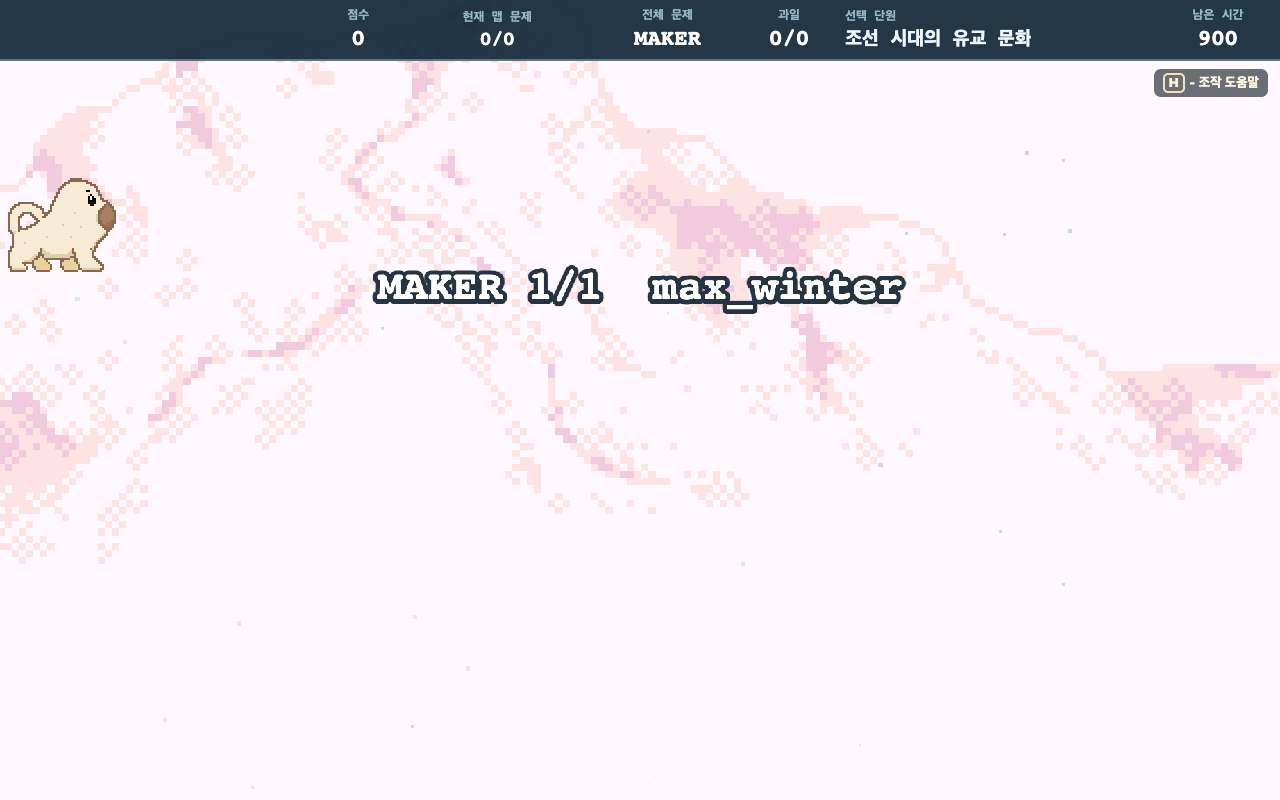 점수
0
현재 맵 문제
0/0
전체 문제
MAKER
과일
0/0
선택 단원
조선 시대의 유교 문화
남은 시간
900
H - 조작 도움말
MAKER 1/1 max_winter